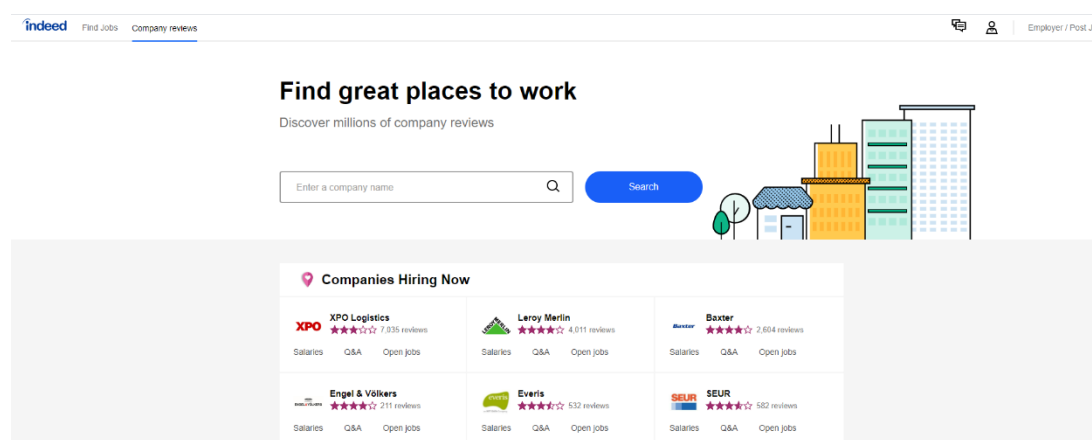 indeed Find Jobs Company reviews Employer / Post J
Find great places to work
Discover millions of company reviews
Enter a company name Search
Companies Hiring Now
XPO XPO Logistics 7,035 reviews
Salaries Q&A Open jobs
LEROY MERLIN Leroy Merlin 4,011 reviews
Salaries Q&A Open jobs
Baxter Baxter 2,604 reviews
Salaries Q&A Open jobs
Engel & Völkers 211 reviews
Salaries Q&A Open jobs
everis Everis 532 reviews
Salaries Q&A Open jobs
SEUR SEUR 582 reviews
Salaries Q&A Open jobs